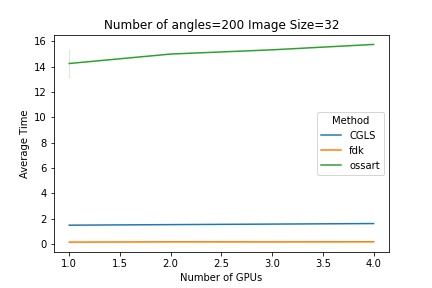 Number of angles=200 Image Size=32
16
14
12
10
8
6
4
2
0
Average Time
Method
CGLS
fdk
ossart
1.0 1.5 2.0 2.5 3.0 3.5 4.0
Number of GPUs